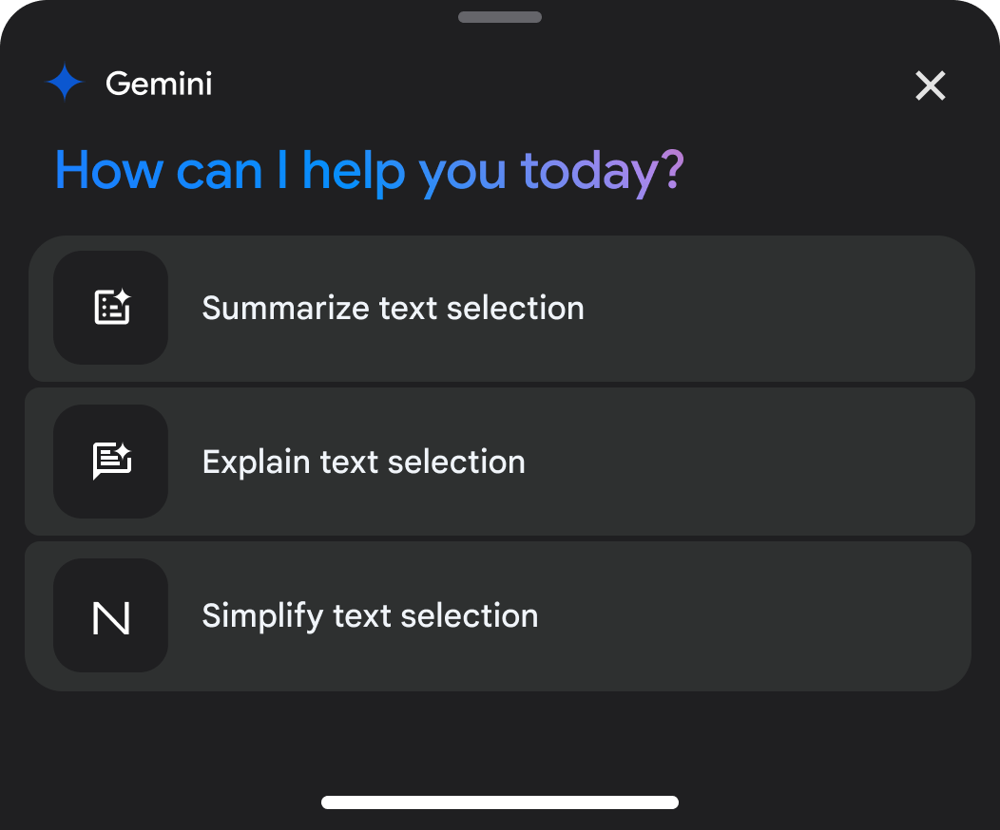 Gemini
How can I help you today?
Summarize text selection
Explain text selection
Simplify text selection